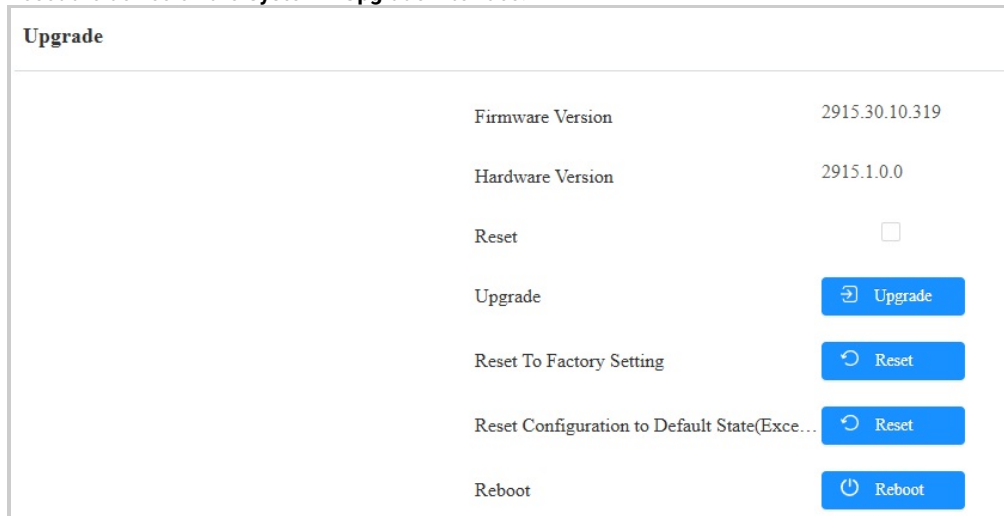 Upgrade
Firmware Version 2915.30.10.319
Hardware Version 2915.1.0.0
Reset
Upgrade Upgrade
Reset To Factory Setting Reset
Reset Configuration to Default State(Exce... Reset
Reboot Reboot